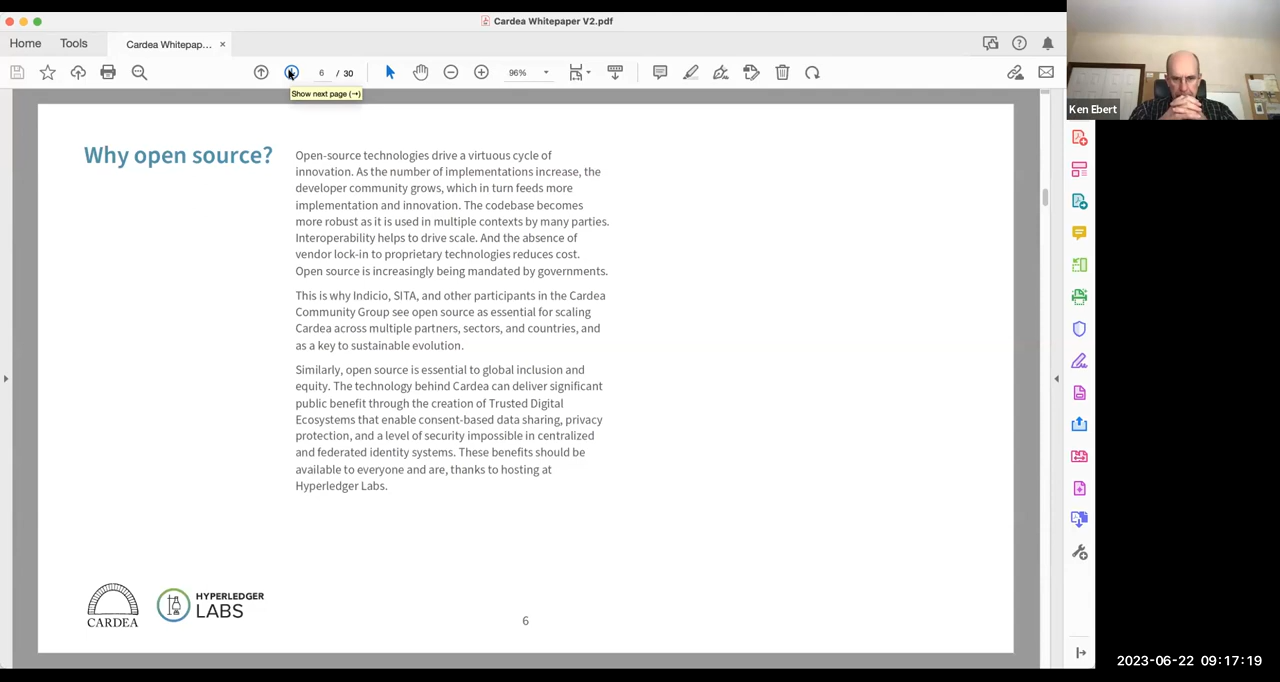 Cardea Whitepaper V2.pdf
Home
Tools
Cardea Whitepap...
×
6
/ 30
96%
Show next page (→)
Ken Ebert
Why open source?
Open-source technologies drive a virtuous cycle of
innovation. As the number of implementations increase, the
developer community grows, which in turn feeds more
implementation and innovation. The codebase becomes
more robust as it is used in multiple contexts by many parties.
Interoperability helps to drive scale. And the absence of
vendor lock-in to proprietary technologies reduces cost.
Open source is increasingly being mandated by governments.
This is why Indicio, SITA, and other participants in the Cardea
Community Group see open source as essential for scaling
Cardea across multiple partners, sectors, and countries, and
as a key to sustainable evolution.
Similarly, open source is essential to global inclusion and
equity. The technology behind Cardea can deliver significant
public benefit through the creation of Trusted Digital
Ecosystems that enable consent-based data sharing, privacy
protection, and a level of security impossible in centralized
and federated identity systems. These benefits should be
available to everyone and are, thanks to hosting at
Hyperledger Labs.
CARDEA
HYPERLEDGER
LABS
6
2023-06-22 09:17:19